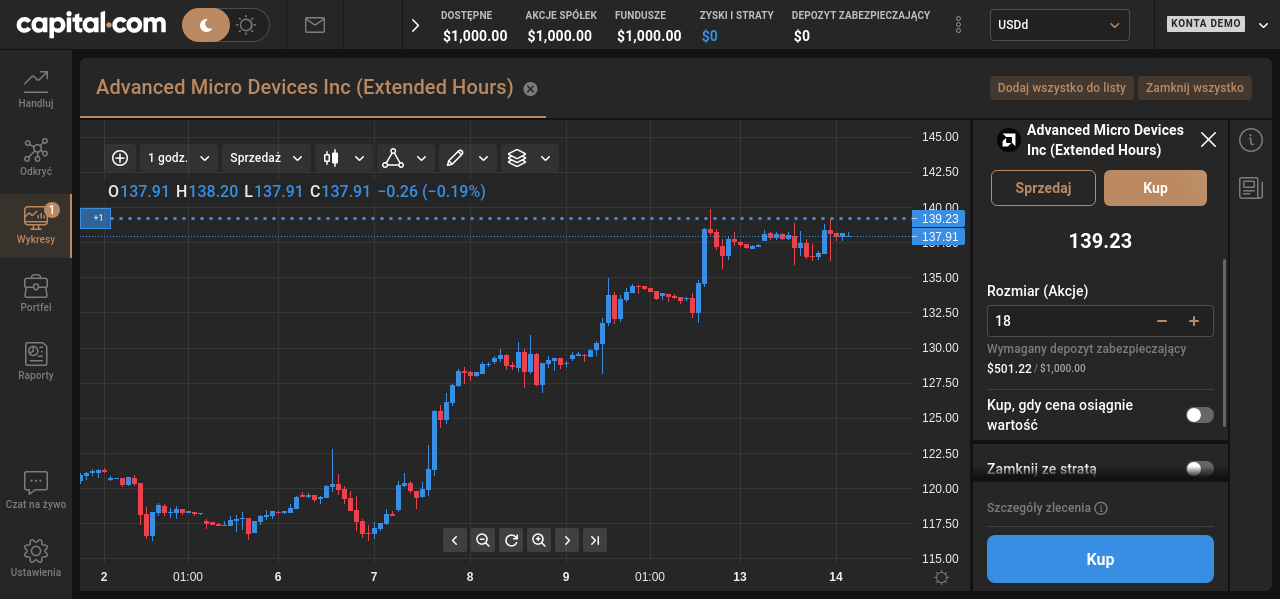 capital.com
DOSTĘPNE
$1,000.00
AKCJE SPÓŁEK
$1,000.00
FUNDUSZE
$1,000.00
ZYSKI I STRATY
$0
DEPOZYT ZABEZPIECZAJĄCY
$0
USDd
KONTA DEMO
Handluj
Odkryć
1
Wykresy
Portfel
Raporty
Czat na żywo
Ustawienia
Advanced Micro Devices Inc (Extended Hours)
Dodaj wszystko do listy
Zamknij wszystko
1 godz.
Sprzedaż
O137.91 H138.20 L137.91 C137.91 −0.26 (−0.19%)
+1
145.00
142.50
140.00
139.23
137.91
137.50
135.00
132.50
130.00
127.50
125.00
122.50
120.00
117.50
115.00
2 01:00 6 7 8 9 01:00 13 14
Advanced Micro Devices
Inc (Extended Hours)
Sprzedaj
Kup
139.23
Rozmiar (Akcje)
18
Wymagany depozyt zabezpieczający
$501.22 / $1,000.00
Kup, gdy cena osiągnie
wartość
Zamknij ze stratą
Szczegóły zlecenia
Kup